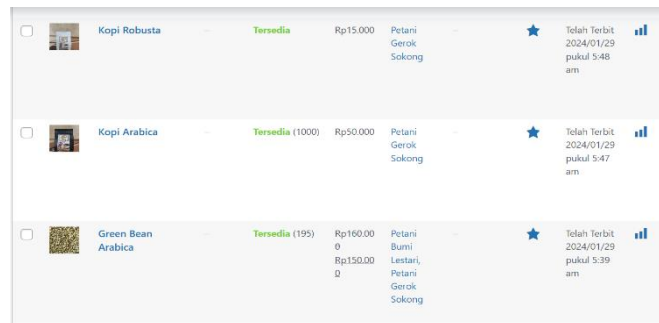 Kopi Robusta – Tersedia Rp15.000 Petani – Telah Terbit
Gerok 2024/01/29
Sokong pukul 5:48
am
Kopi Arabica – Tersedia (1000) Rp50.000 Petani – Telah Terbit
Gerok 2024/01/29
Sokong pukul 5:47
am
Green Bean – Tersedia (195) Rp160.00 Petani – Telah Terbit
Arabica 0 Bumi 2024/01/29
Rp150.00 Lestari, pukul 5:39
0 Petani am
Gerok
Sokong